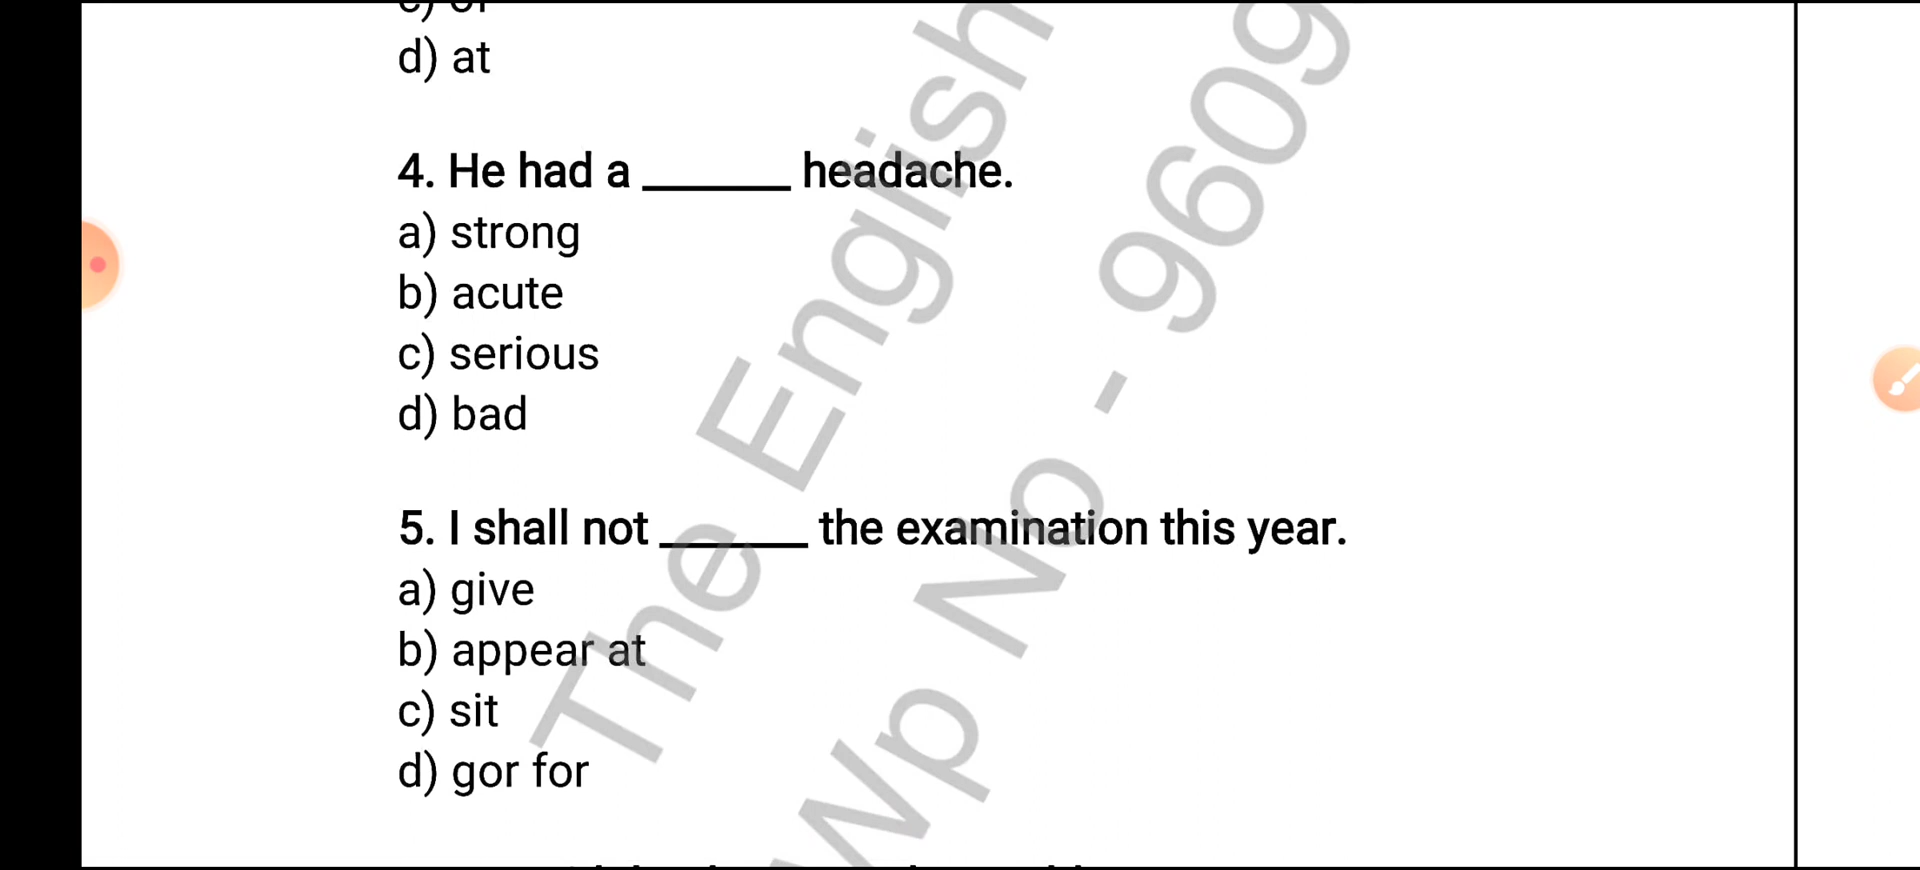 d) at
4. He had a ______ headache.
a) strong
b) acute
c) serious
d) bad
5. I shall not ______ the examination this year.
a) give
b) appear at
c) sit
d) gor for
The English
Wp No - 9609